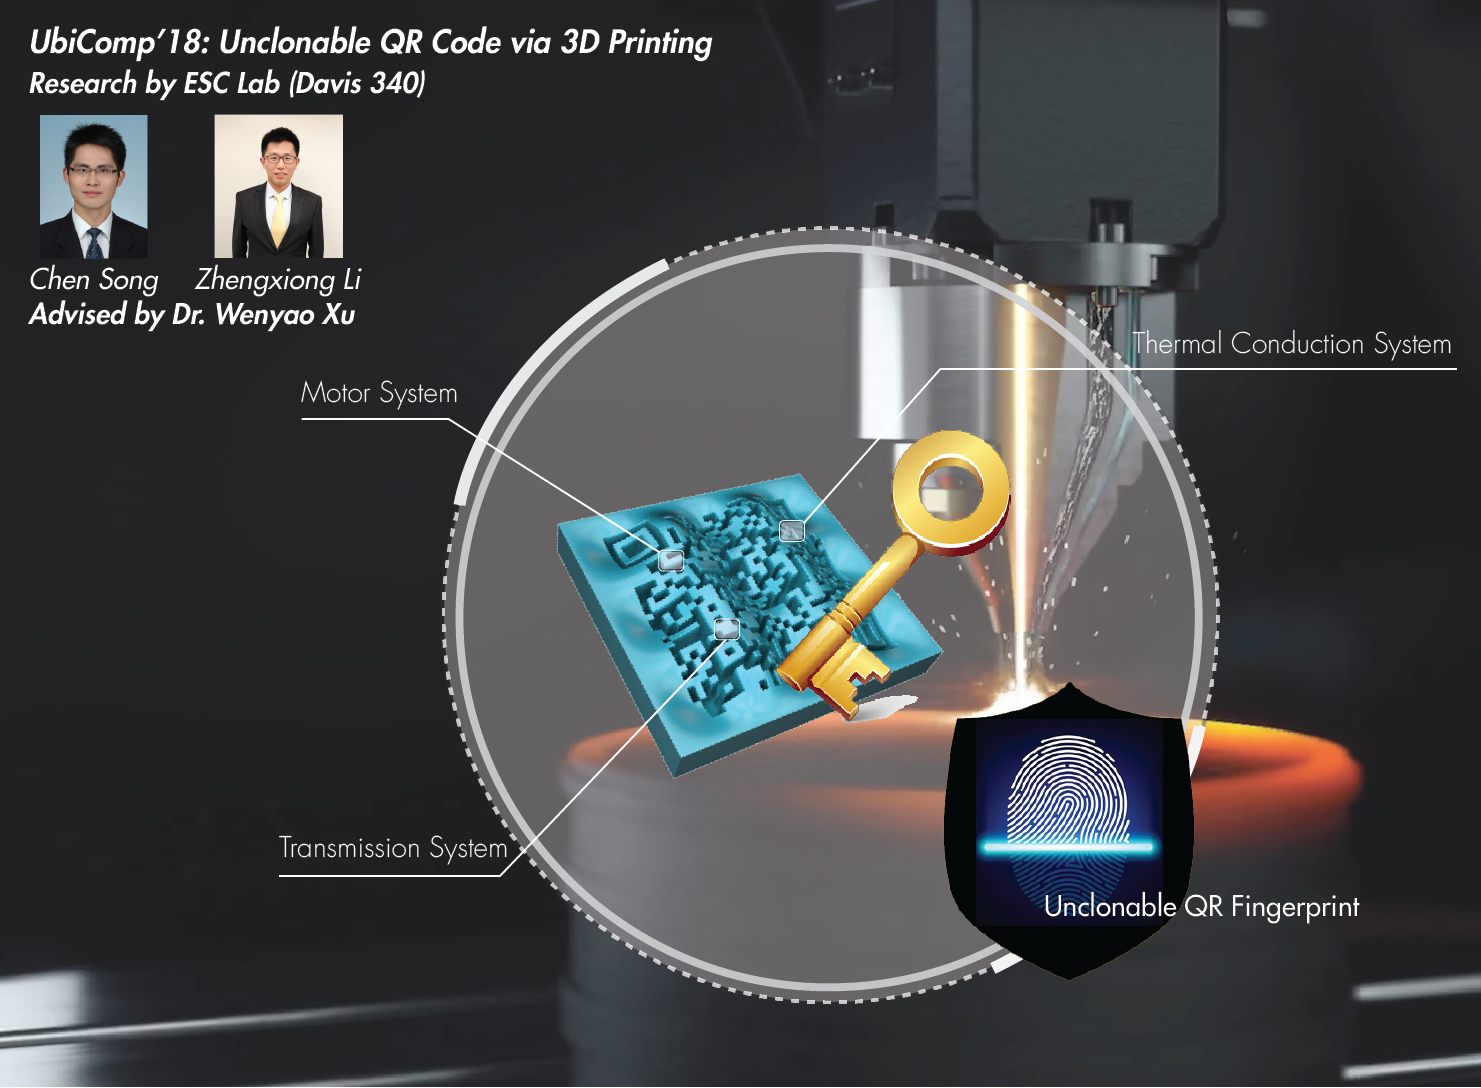 UbiComp'18: Unclonable QR Code via 3D Printing
Research by ESC Lab (Davis 340)
Chen Song
Zhengxiong Li
Advised by Dr. Wenyao Xu
Thermal Conduction System
Motor System
Transmission System
Unclonable QR Fingerprint